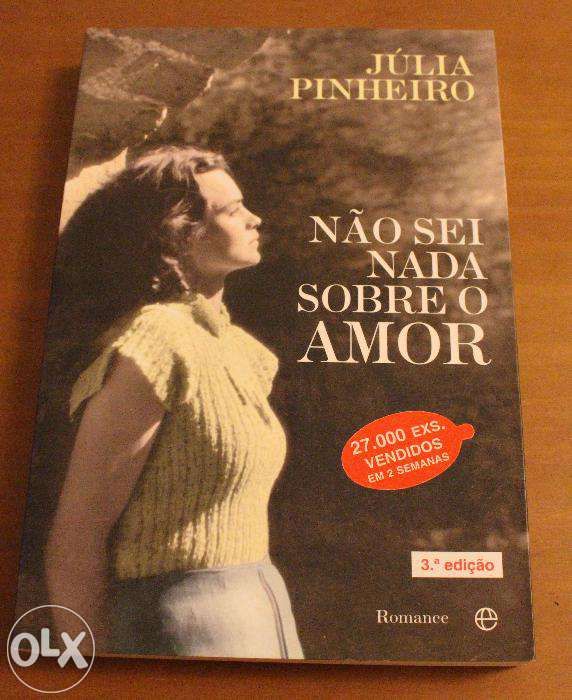 JÚLIA
PINHEIRO
NÃO SEI
NADA
SOBRE O
AMOR
27.000 EXS.
VENDIDOS
EM 2 SEMANAS
3.ª edição
Romance e
OLX